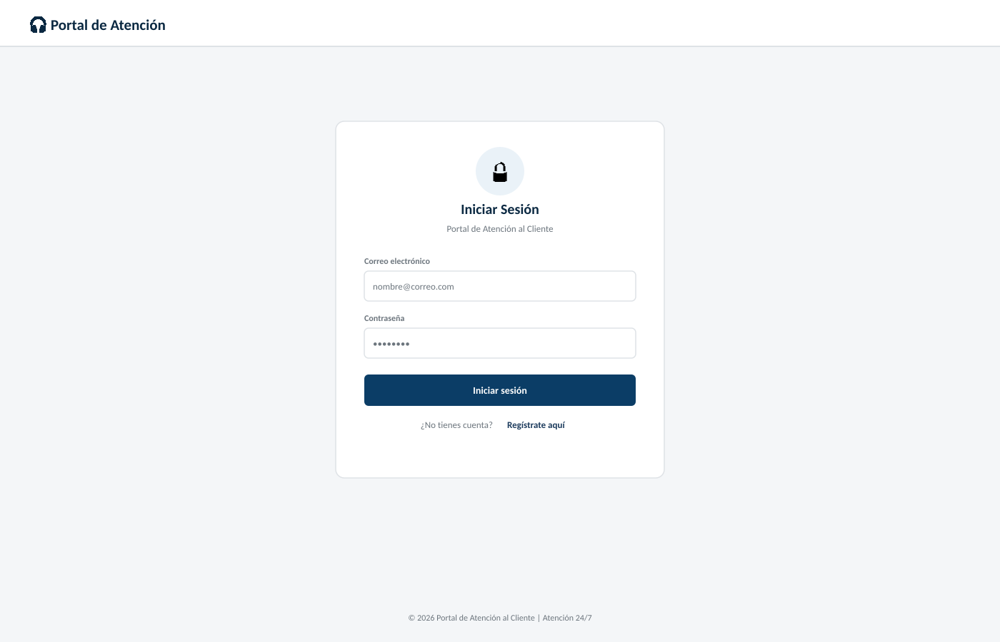 Portal de Atención
Iniciar Sesión
Portal de Atención al Cliente
Correo electrónico
nombre@correo.com
Contraseña
••••••••
Iniciar sesión
¿No tienes cuenta? Regístrate aquí
© 2026 Portal de Atención al Cliente | Atención 24/7